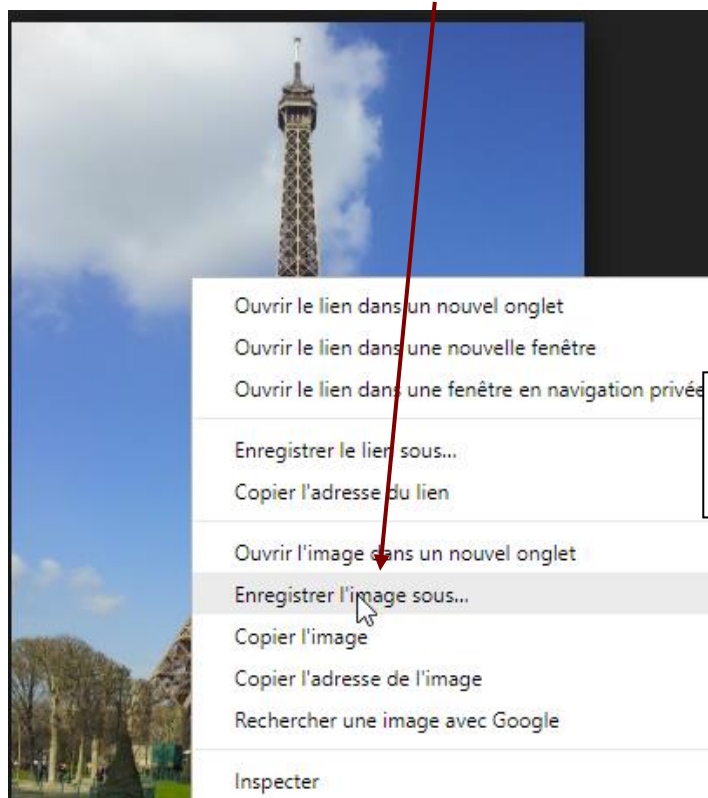 Ouvrir le lien dans un nouvel onglet
Ouvrir le lien dans une nouvelle fenêtre
Ouvrir le lien dans une fenêtre en navigation privée
Enregistrer le lien sous...
Copier l'adresse du lien
Ouvrir l'image dans un nouvel onglet
Enregistrer l'image sous...
Copier l'image
Copier l'adresse de l'image
Rechercher une image avec Google
Inspecter